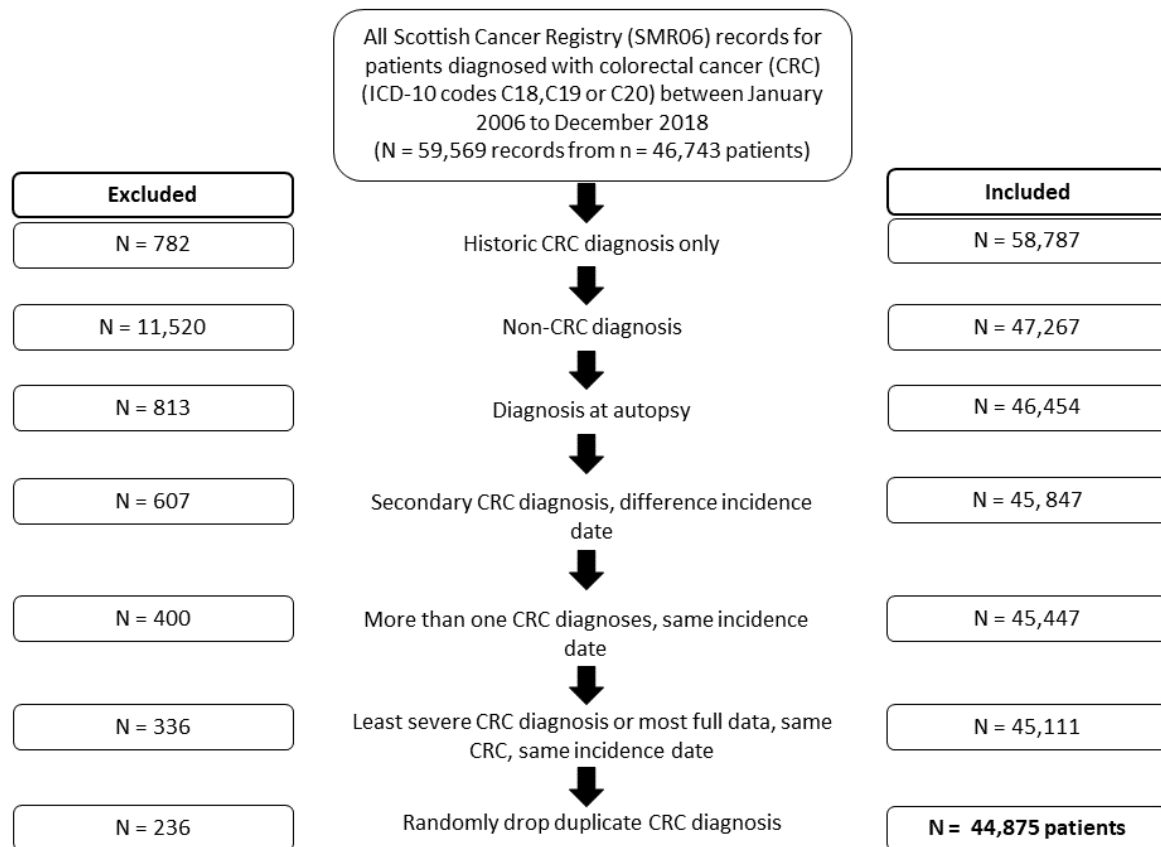 All Scottish Cancer Registry (SMR06) records for
patients diagnosed with colorectal cancer (CRC)
(ICD-10 codes C18,C19 or C20) between January
2006 to December 2018
(N = 59,569 records from n = 46,743 patients)
Excluded
Included
N = 782
Historic CRC diagnosis only
N = 58,787
N = 11,520
Non-CRC diagnosis
N = 47,267
N = 813
Diagnosis at autopsy
N = 46,454
N = 607
Secondary CRC diagnosis, difference incidence
date
N = 45, 847
N = 400
More than one CRC diagnoses, same incidence
date
N = 45,447
N = 336
Least severe CRC diagnosis or most full data, same
CRC, same incidence date
N = 45,111
N = 236
Randomly drop duplicate CRC diagnosis
N = 44,875 patients